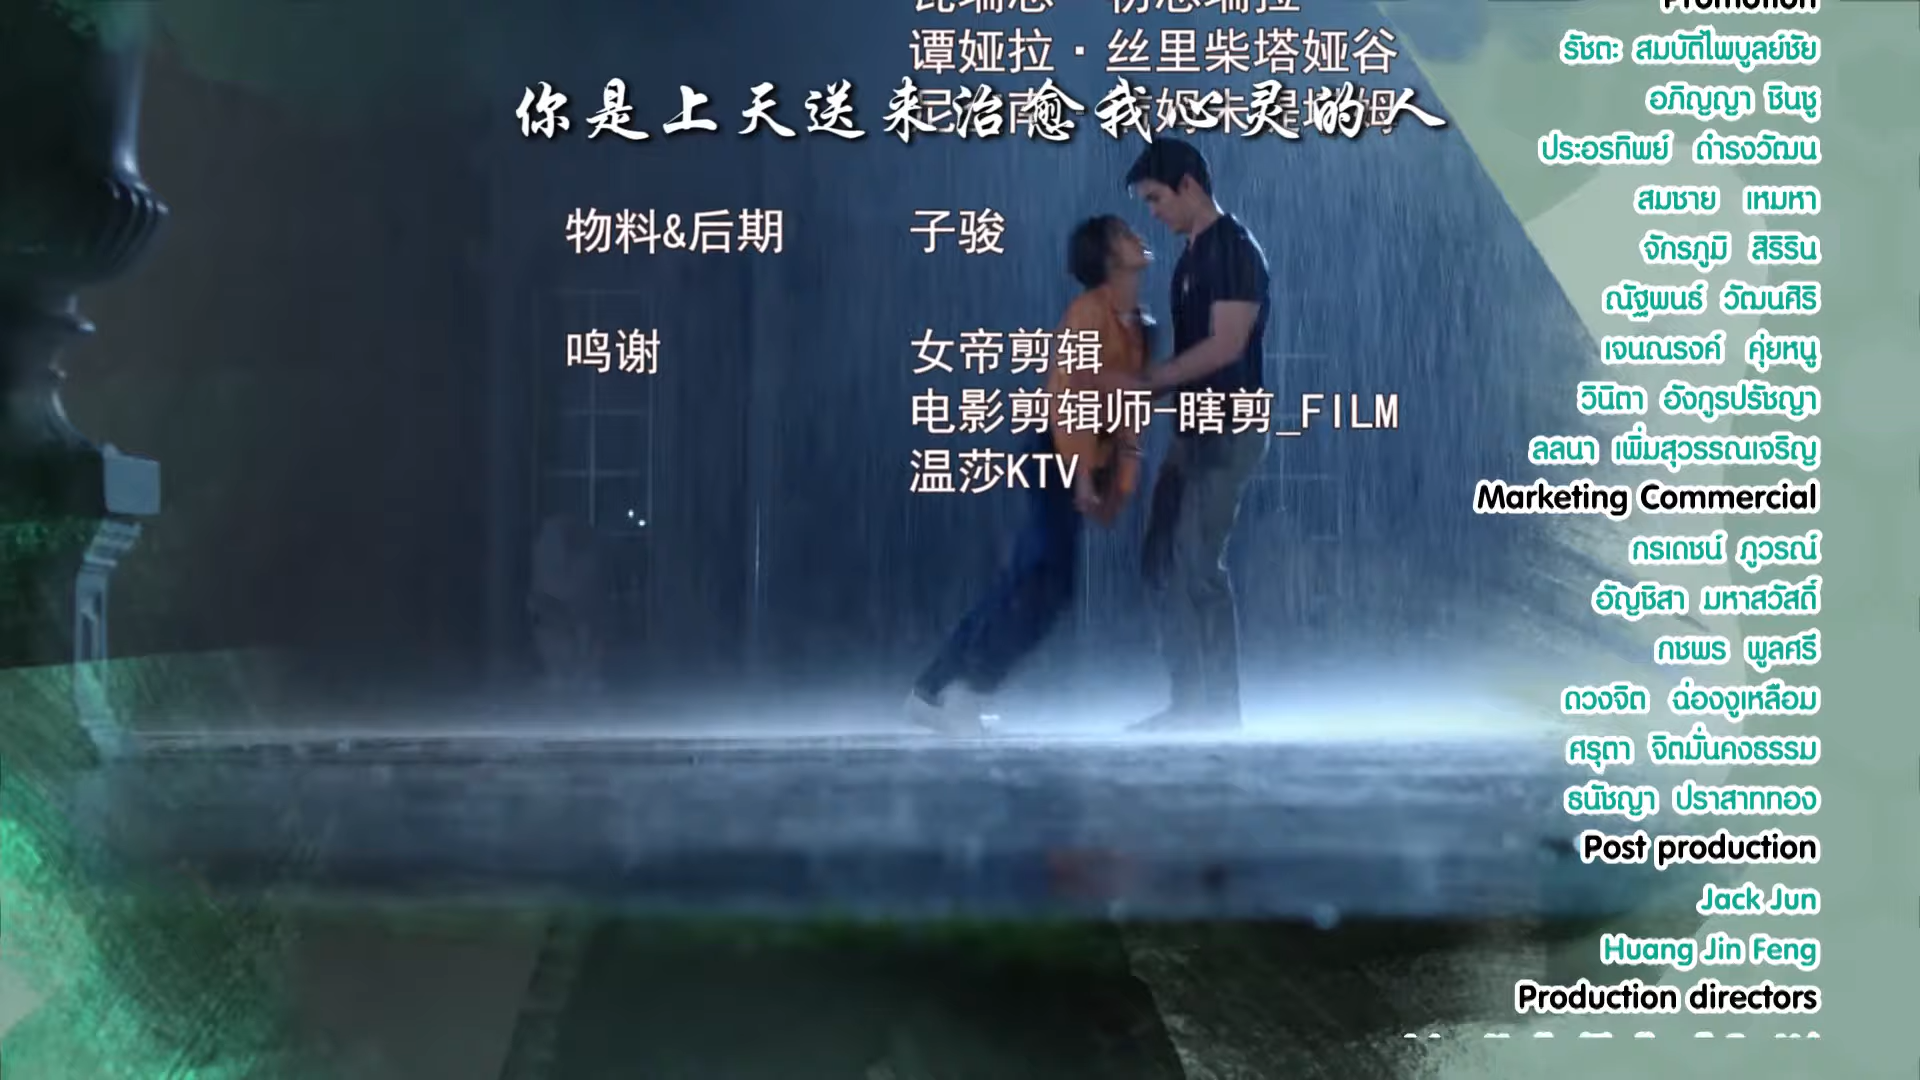 谭娅拉·丝里柴塔娅谷
你是上天送来治愈我心灵的人
物料&后期 子骏
鸣谢 女帝剪辑
电影剪辑师-瞎剪_FILM
温莎KTV
Promotion
รัชตะ สมบัติไพบูลย์ชัย
อภิญญา ชินชู
ประอรทิพย์ ดำรงวัฒน
สมชาย เหมหา
จักรภูมิ สิริริน
ณัฐพนธ์ วัฒนศิริ
เจนณรงค์ คุ่ยหนู
วินิตา อังกูรปรัชญา
ลลนา เพิ่มสุวรรณเจริญ
Marketing Commercial
กรเดชน์ ภูวรณ์
อัญชิสา มหาสวัสดิ์
กชพร พูลศรี
ดวงจิต ฉ่องงูเหลือม
ศรุตา จิตมั่นคงธรรม
ธนัชญา ปราสาททอง
Post production
Jack Jun
Huang Jin Feng
Production directors